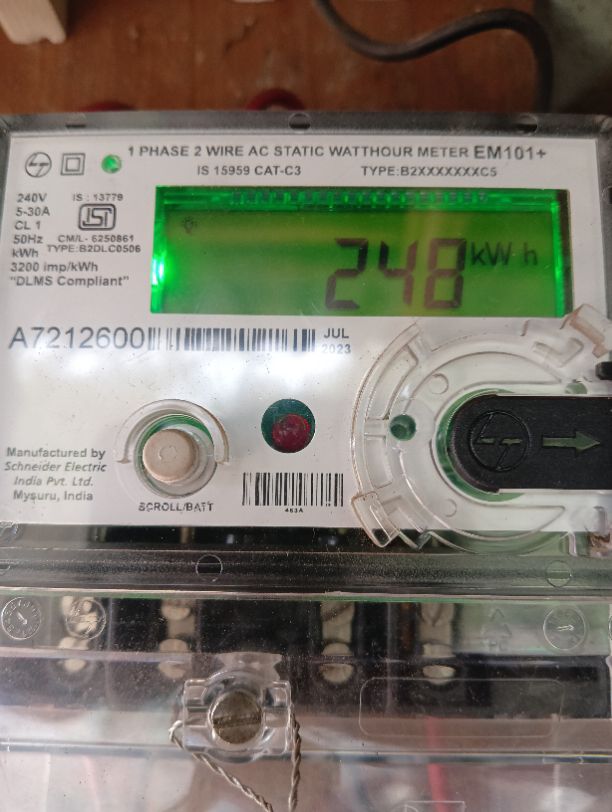 1 PHASE 2 WIRE AC STATIC WATTHOUR METER EM101+
IS 15959 CAT-C3 TYPE:B2XXXXXXXC5
240V IS : 13779
5-30A
CL 1 ISI
50Hz CM/L- 6250861
kWh TYPE:B2DLC0506
3200 imp/kWh
"DLMS Compliant"
248 kWh
A7212600 JUL
2023
Manufactured by
Schneider Electric
India Pvt. Ltd.
Mysuru, India
SCROLL/BATT